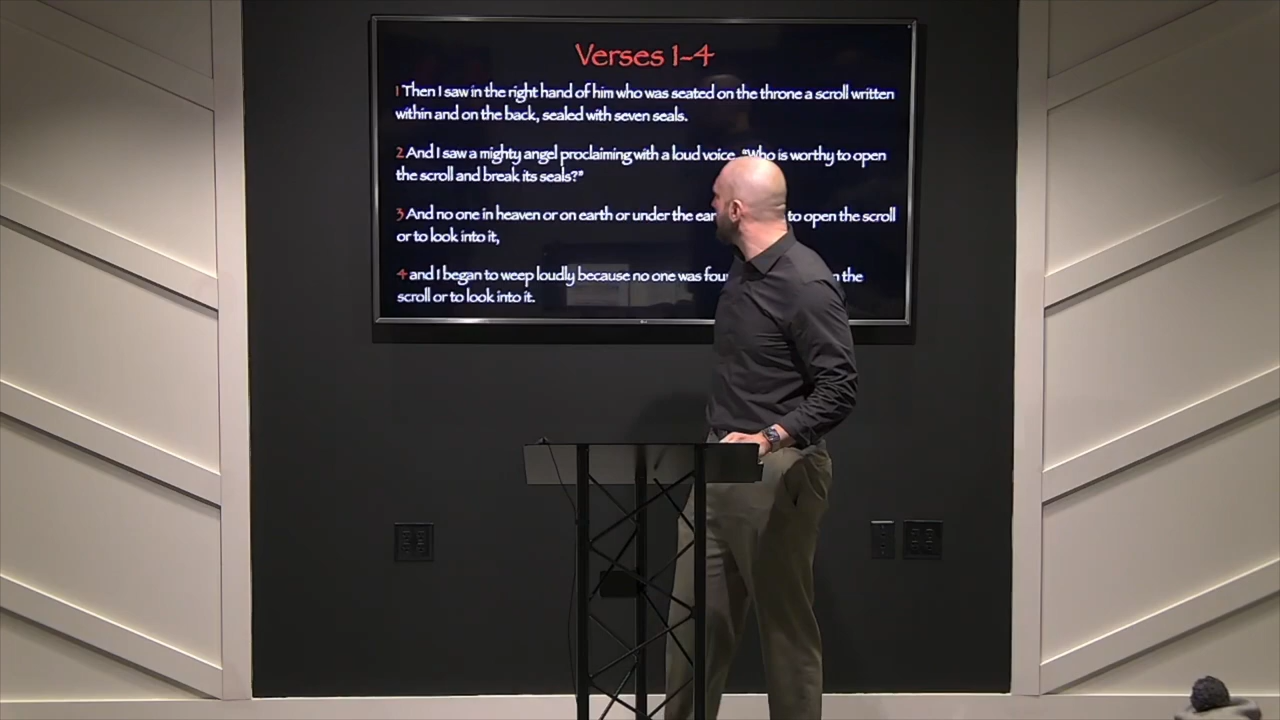 Verses 1-4
1 Then I saw in the right hand of him who was seated on the throne a scroll written
within and on the back, sealed with seven seals.
2 And I saw a mighty angel proclaiming with a loud voice, "Who is worthy to open
the scroll and break its seals?"
3 And no one in heaven or on earth or under the to open the scroll
or to look into it,
4 and I began to weep loudly because no one was the
scroll or to look into it.